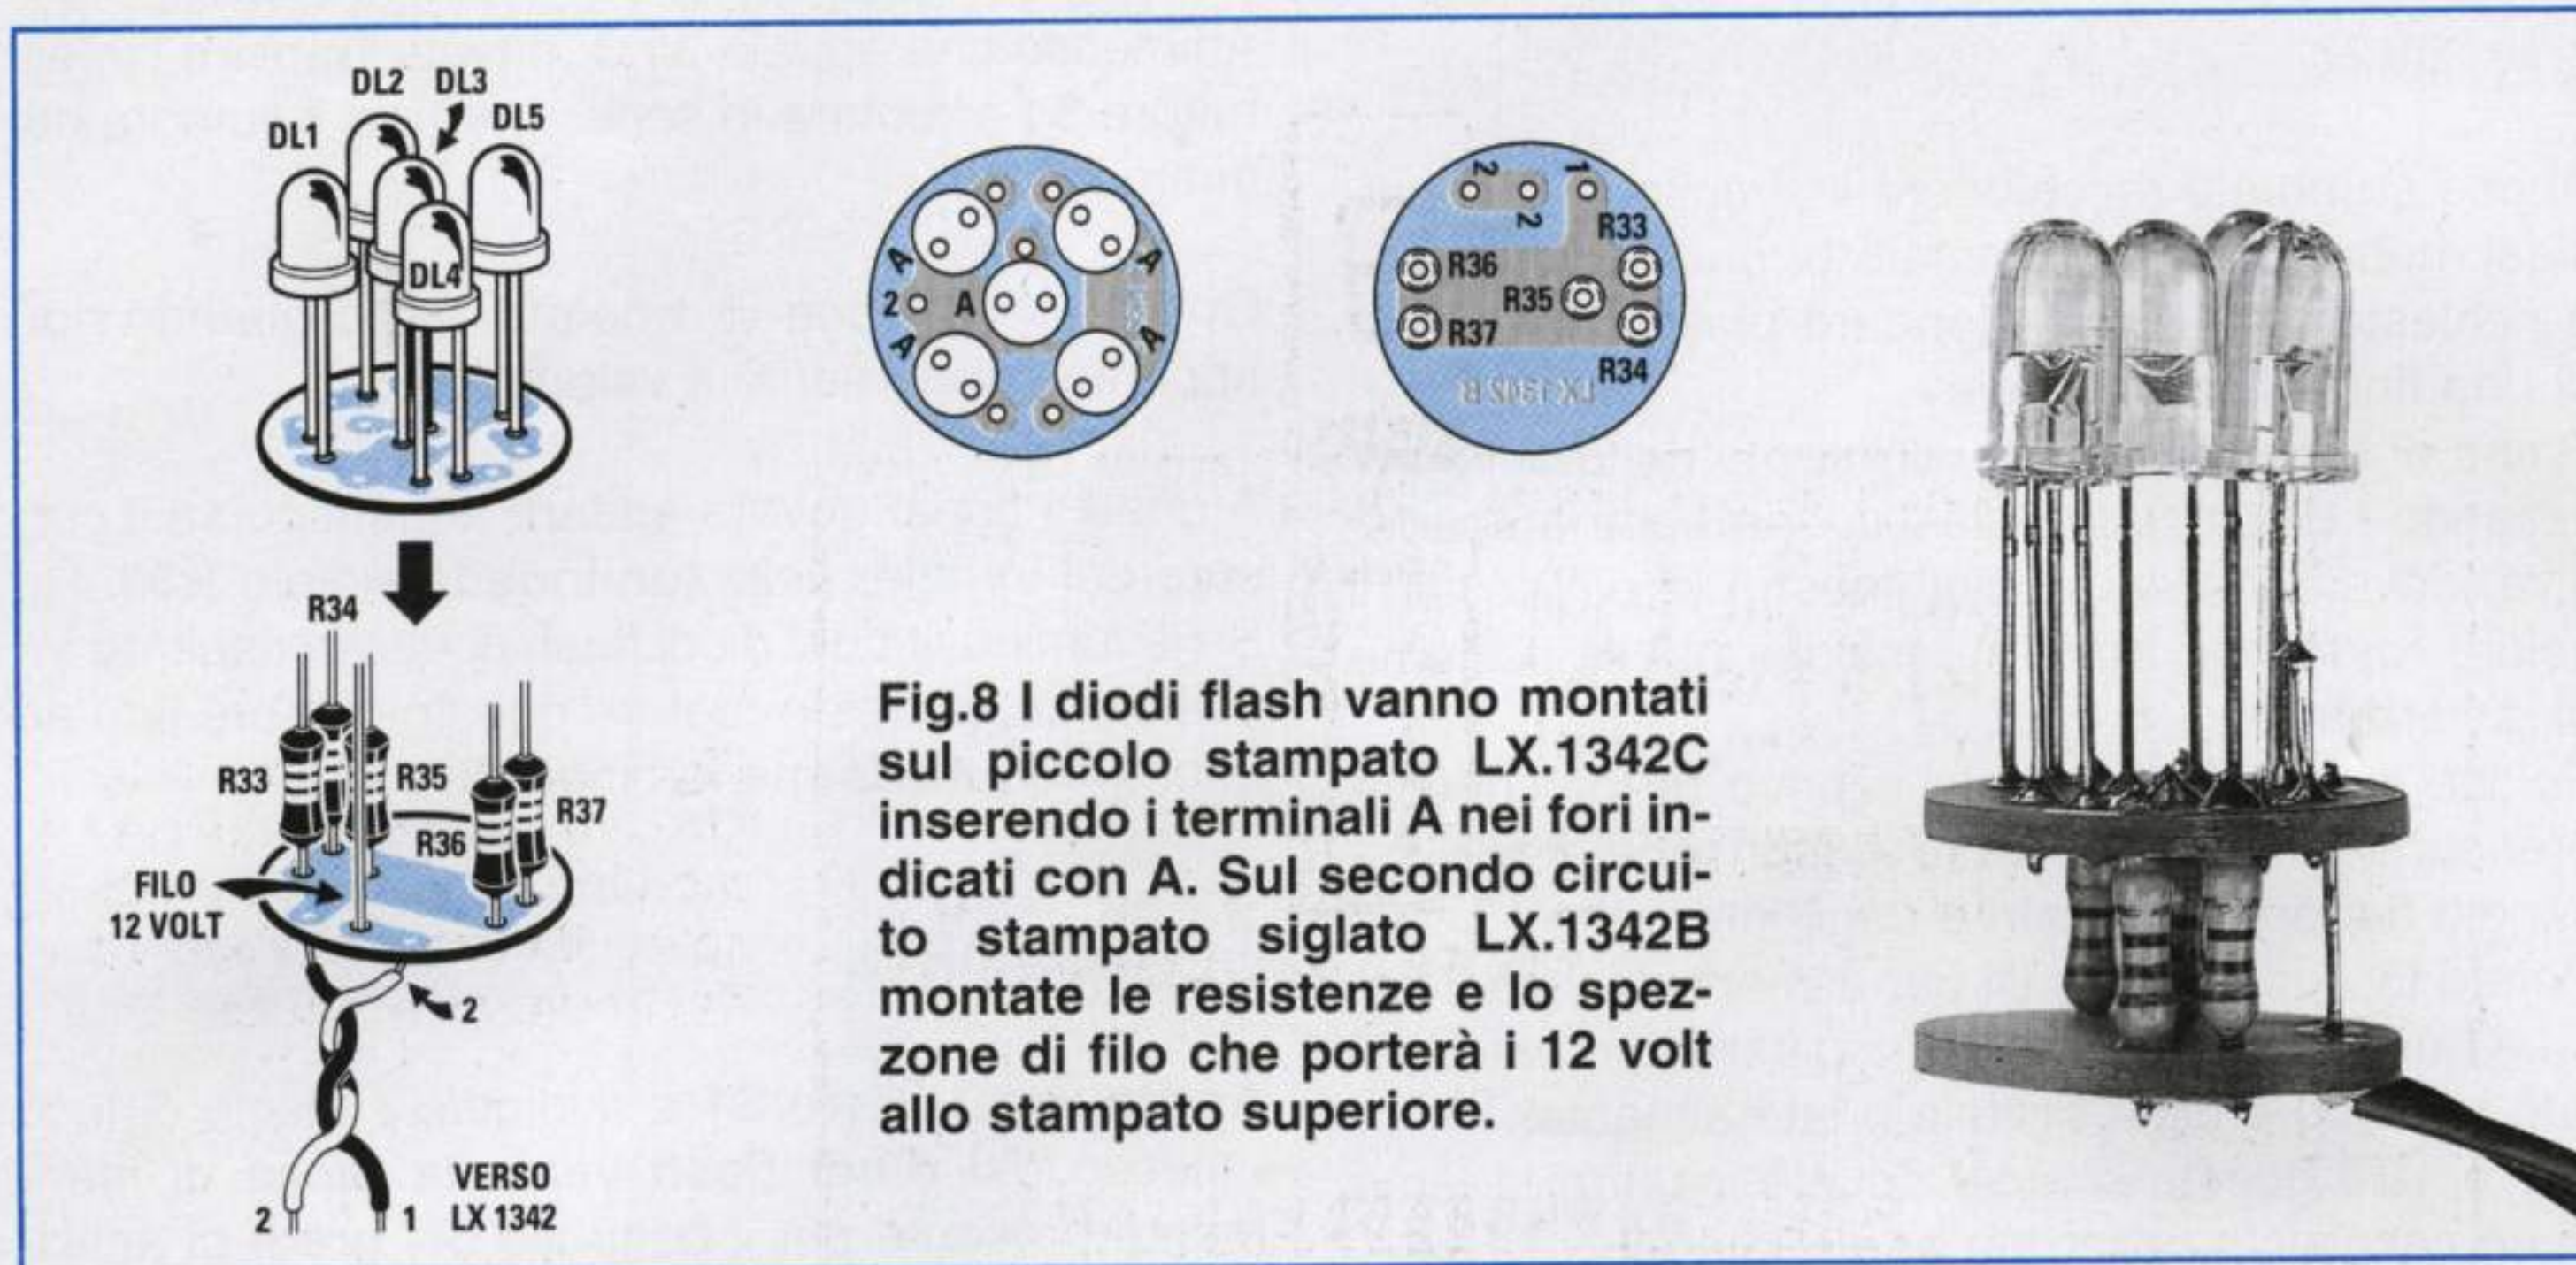 DL2 DL3
DL1
DL5
DL4
R34
R33
R35
R36
R37
FILO
12 VOLT
2
2
1
VERSO
LX 1342
A
A
2
A
A
A
2
1
2
R33
R36
R35
R37
R34
LX 1342 B
Fig.8 I diodi flash vanno montati
sul piccolo stampato LX.1342C
inserendo i terminali A nei fori in-
dicati con A. Sul secondo circui-
to stampato siglato LX.1342B
montate le resistenze e lo spez-
zone di filo che porterà i 12 volt
allo stampato superiore.